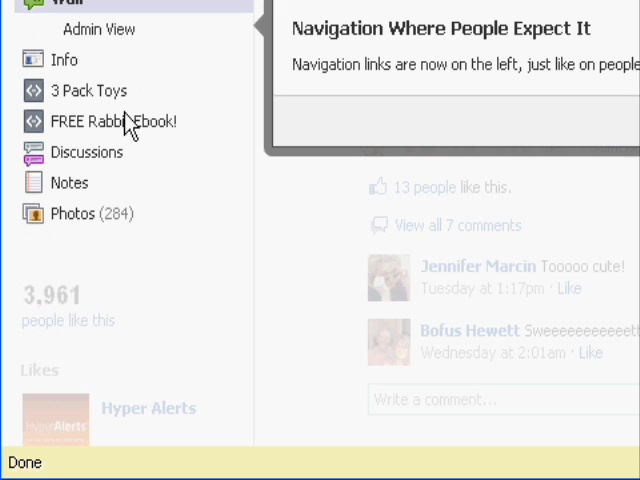 Wall
Admin View
Info
3 Pack Toys
FREE Rabbi Ebook!
Discussions
Notes
Photos (284)
3,961
people like this
Likes
Hyper Alerts
HyperAlerts
Navigation Where People Expect It
Navigation links are now on the left, just like on people
13 people like this.
View all 7 comments
Jennifer Marcin Tooooo cute!
Tuesday at 1:17pm · Like
Bofus Hewett Sweeeeeeeeeett
Wednesday at 2:01am · Like
Write a comment...
Done